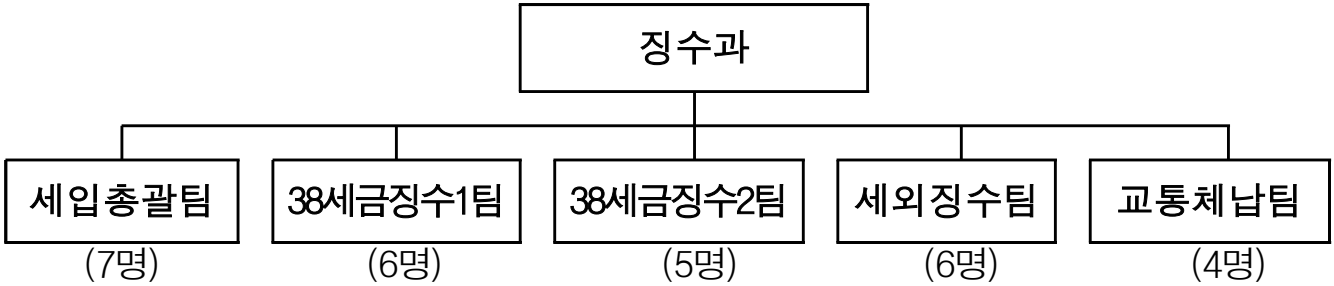 징수과
세입총괄팀 38세금징수1팀 38세금징수2팀 세외징수팀 교통체납팀
(7명) (6명) (5명) (6명) (4명)